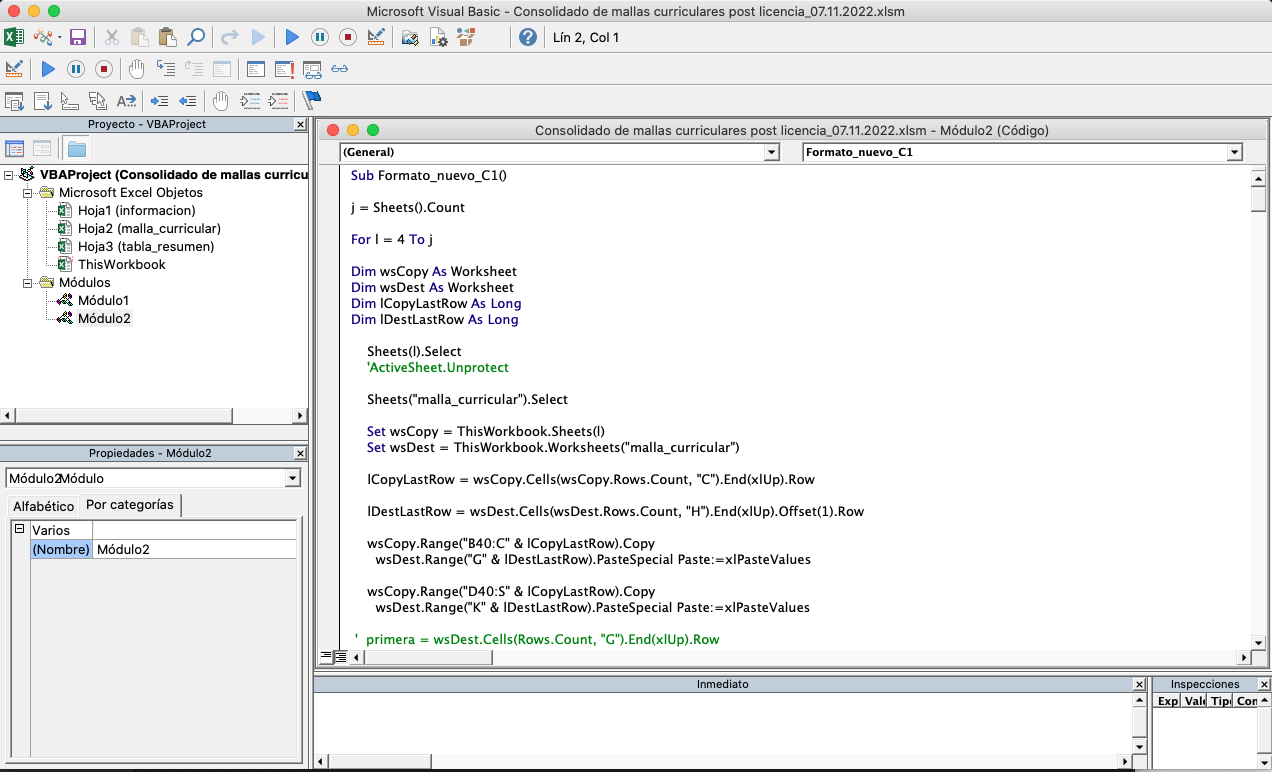 Microsoft Visual Basic - Consolidado de mallas curriculares post licencia_07.11.2022.xlsm
Lín 2, Col 1
Proyecto - VBAProject
VBAProject (Consolidado de mallas curricu
Microsoft Excel Objetos
Hoja1 (informacion)
Hoja2 (malla_curricular)
Hoja3 (tabla_resumen)
ThisWorkbook
Módulos
Módulo1
Módulo2
Propiedades - Módulo2
Módulo2Módulo
Alfabético Por categorías
Varios
(Nombre) Módulo2
Consolidado de mallas curriculares post licencia_07.11.2022.xlsm - Módulo2 (Código)
(General) Formato_nuevo_C1
Sub Formato_nuevo_C1()
j = Sheets().Count
For l = 4 To j
Dim wsCopy As Worksheet
Dim wsDest As Worksheet
Dim lCopyLastRow As Long
Dim lDestLastRow As Long
Sheets(l).Select
'ActiveSheet.Unprotect
Sheets("malla_curricular").Select
Set wsCopy = ThisWorkbook.Sheets(l)
Set wsDest = ThisWorkbook.Worksheets("malla_curricular")
lCopyLastRow = wsCopy.Cells(wsCopy.Rows.Count, "C").End(xlUp).Row
lDestLastRow = wsDest.Cells(wsDest.Rows.Count, "H").End(xlUp).Offset(1).Row
wsCopy.Range("B40:C" & lCopyLastRow).Copy
wsDest.Range("G" & lDestLastRow).PasteSpecial Paste:=xlPasteValues
wsCopy.Range("D40:S" & lCopyLastRow).Copy
wsDest.Range("K" & lDestLastRow).PasteSpecial Paste:=xlPasteValues
' primera = wsDest.Cells(Rows.Count, "G").End(xlUp).Row
Inmediato
Inspecciones
Exp Valo Tipo Con